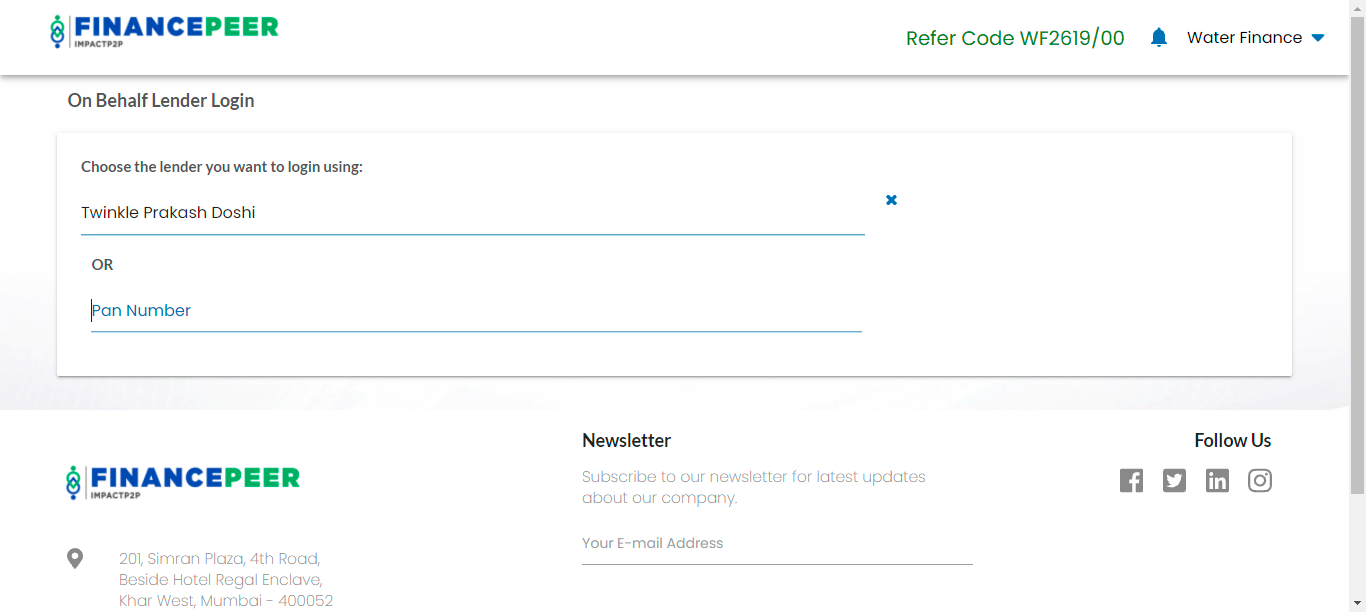 FINANCEPEER
IMPACTP2P
Refer Code WF2619/00
Water Finance
On Behalf Lender Login
Choose the lender you want to login using:
Twinkle Prakash Doshi
OR
Pan Number
FINANCEPEER
IMPACTP2P
201, Simran Plaza, 4th Road,
Beside Hotel Regal Enclave,
Khar West, Mumbai - 400052
Newsletter
Subscribe to our newsletter for latest updates
about our company.
Your E-mail Address
Follow Us